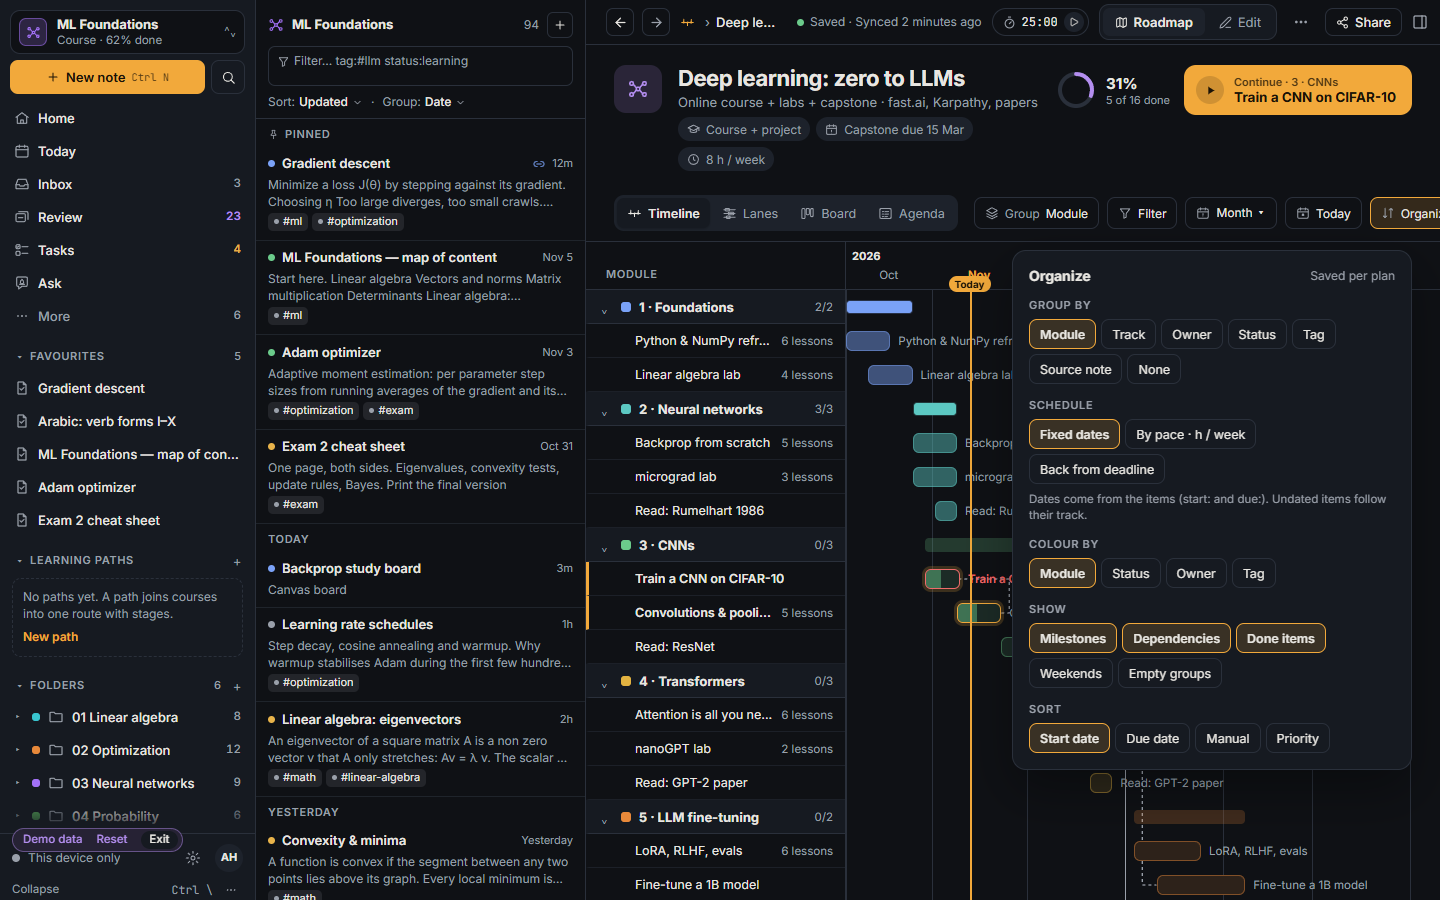 ML Foundations
Course · 62% done
+ New note Ctrl N
Home
Today
Inbox 3
Review 23
Tasks 4
Ask
More 6
FAVOURITES 5
Gradient descent
Arabic: verb forms I–X
ML Foundations — map of con...
Adam optimizer
Exam 2 cheat sheet
LEARNING PATHS +
No paths yet. A path joins courses
into one route with stages.
New path
FOLDERS 6 +
01 Linear algebra 8
02 Optimization 12
03 Neural networks 9
04 Probability 6
Demo data Reset Exit
This device only AH
Collapse Ctrl \ ···
ML Foundations 94 +
Filter... tag:#llm status:learning
Sort: Updated · Group: Date
PINNED
Gradient descent 12m
Minimize a loss J(θ) by stepping against its gradient.
Choosing η Too large diverges, too small crawls....
#ml #optimization
ML Foundations — map of content Nov 5
Start here. Linear algebra Vectors and norms Matrix
multiplication Determinants Linear algebra:...
#ml
Adam optimizer Nov 3
Adaptive moment estimation: per parameter step
sizes from running averages of the gradient and its...
#optimization #exam
Exam 2 cheat sheet Oct 31
One page, both sides. Eigenvalues, convexity tests,
update rules, Bayes. Print the final version
#exam
TODAY
Backprop study board 3m
Canvas board
Learning rate schedules 1h
Step decay, cosine annealing and warmup. Why
warmup stabilises Adam during the first few hundre...
#optimization
Linear algebra: eigenvectors 2h
An eigenvector of a square matrix A is a non zero
vector v that A only stretches: Av = λ v. The scalar ...
#math #linear-algebra
YESTERDAY
Convexity & minima Yesterday
A function is convex if the segment between any two
points lies above its graph. Every local minimum is...
#math
› Deep le... Saved · Synced 2 minutes ago 25:00 Roadmap Edit ··· Share
Deep learning: zero to LLMs
Online course + labs + capstone · fast.ai, Karpathy, papers
Course + project Capstone due 15 Mar
8 h / week
31%
5 of 16 done
Continue · 3 · CNNs
Train a CNN on CIFAR-10
Timeline Lanes Board Agenda Group Module Filter Month Today Organiz
MODULE
2026
Oct Nov
Today
1 · Foundations 2/2
Python & NumPy refr... 6 lessons Python & NumPy refr
Linear algebra lab 4 lessons Linear algebra lab
2 · Neural networks 3/3
Backprop from scratch 5 lessons Backprop
micrograd lab 3 lessons microgra
Read: Rumelhart 1986 Read: Ru
3 · CNNs 0/3
Train a CNN on CIFAR-10 Train a C
Convolutions & pooli... 5 lessons
Read: ResNet
4 · Transformers 0/3
Attention is all you ne... 6 lessons
nanoGPT lab 2 lessons
Read: GPT-2 paper Read: GPT-2 paper
5 · LLM fine-tuning 0/2
LoRA, RLHF, evals 6 lessons LoRA, RLHF, evals
Fine-tune a 1B model Fine-tune a 1B model
Organize Saved per plan
GROUP BY
Module Track Owner Status Tag
Source note None
SCHEDULE
Fixed dates By pace · h / week
Back from deadline
Dates come from the items (start: and due:). Undated items follow
their track.
COLOUR BY
Module Status Owner Tag
SHOW
Milestones Dependencies Done items
Weekends Empty groups
SORT
Start date Due date Manual Priority